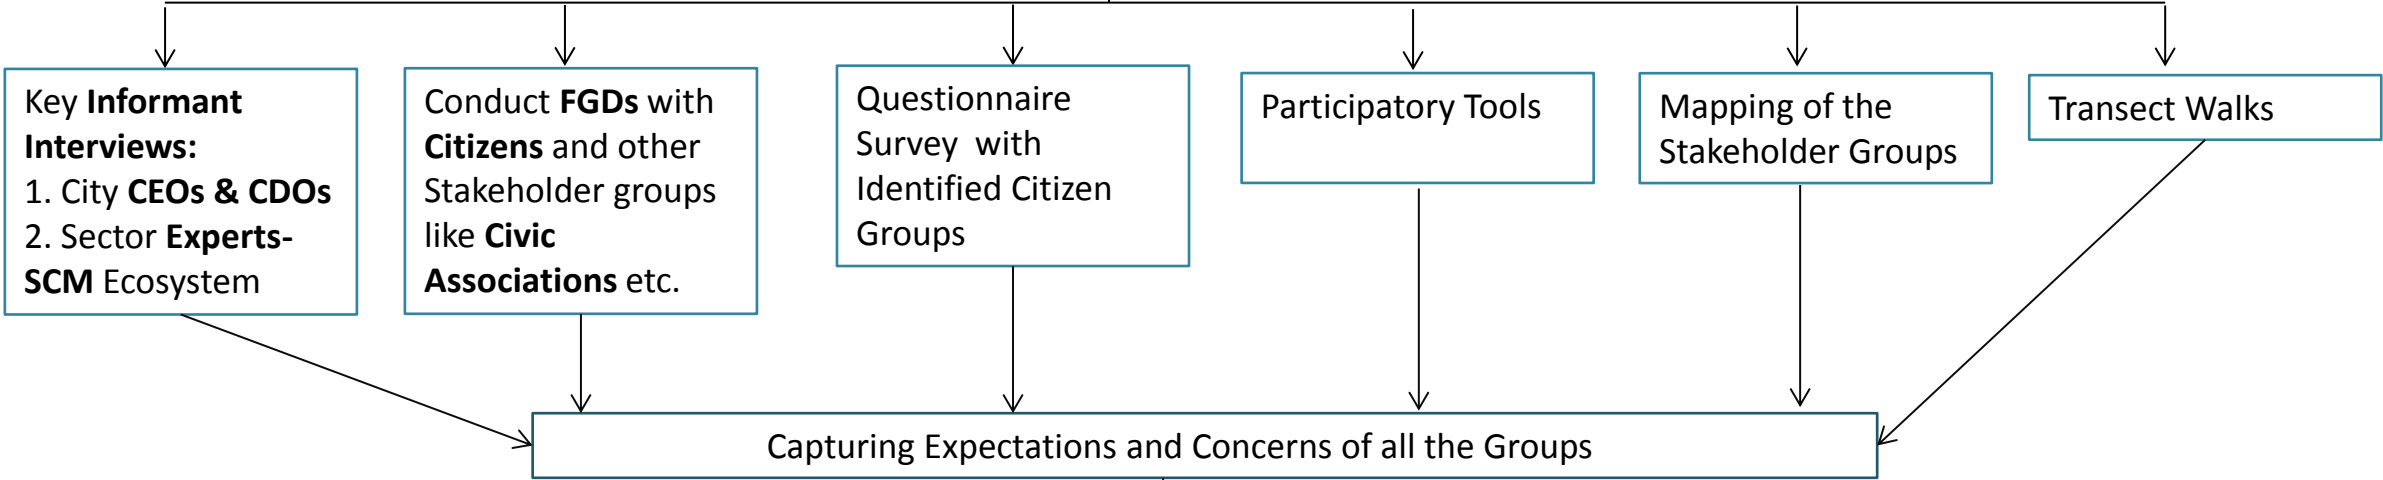 Key Informant
Interviews:
1. City CEOs & CDOs
2. Sector Experts-
SCM Ecosystem
Conduct FGDs with
Citizens and other
Stakeholder groups
like Civic
Associations etc.
Questionnaire
Survey  with
Identified Citizen
Groups
Participatory Tools
Mapping of the
Stakeholder Groups
Transect Walks
Capturing Expectations and Concerns of all the Groups